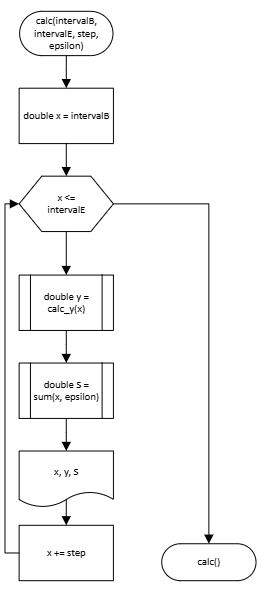 calc(intervalB,
intervalE, step,
epsilon)
double x = intervalB
x <=
intervalE
double y =
calc_y(x)
double S =
sum(x, epsilon)
x, y, S
x += step
calc()